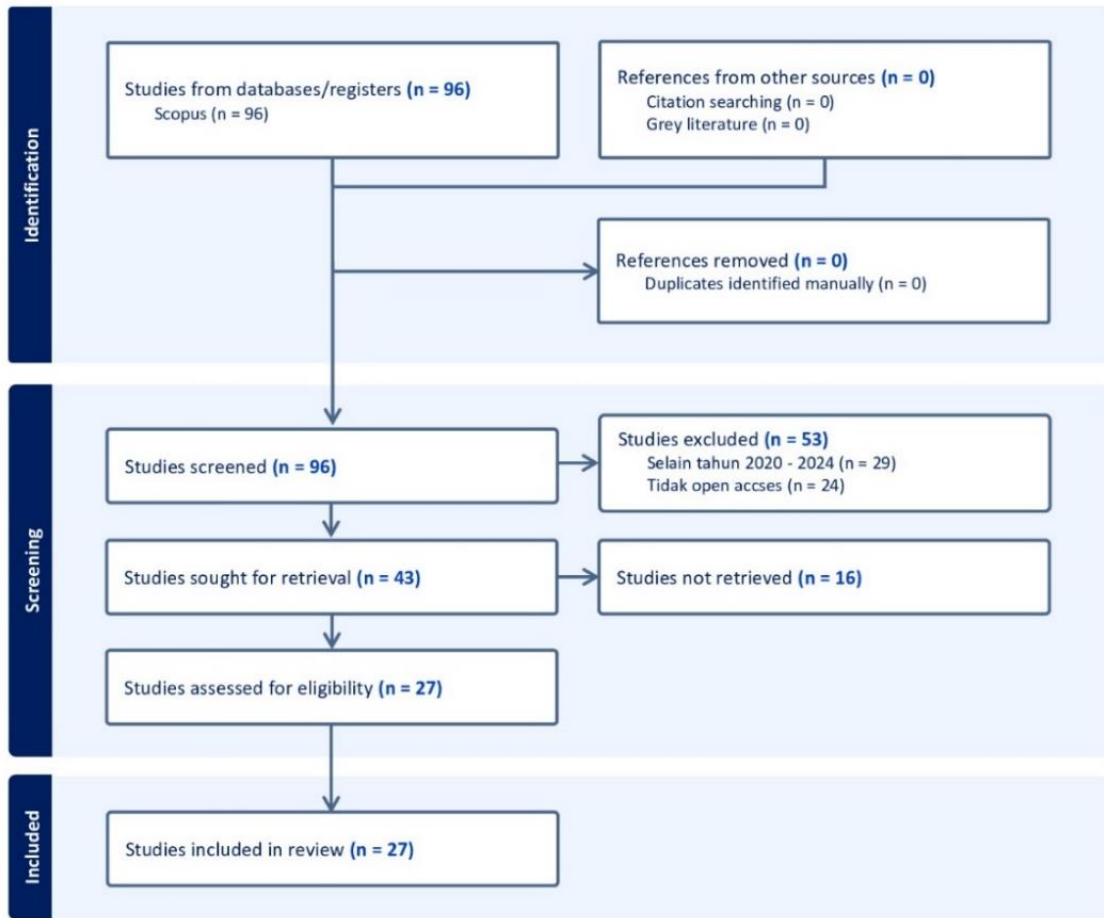 Identification
Studies from databases/registers (n = 96)
Scopus (n = 96)
References from other sources (n = 0)
Citation searching (n = 0)
Grey literature (n = 0)
References removed (n = 0)
Duplicates identified manually (n = 0)
Screening
Studies screened (n = 96)
Studies excluded (n = 53)
Selain tahun 2020 - 2024 (n = 29)
Tidak open accses (n = 24)
Studies sought for retrieval (n = 43)
Studies not retrieved (n = 16)
Studies assessed for eligibility (n = 27)
Included
Studies included in review (n = 27)